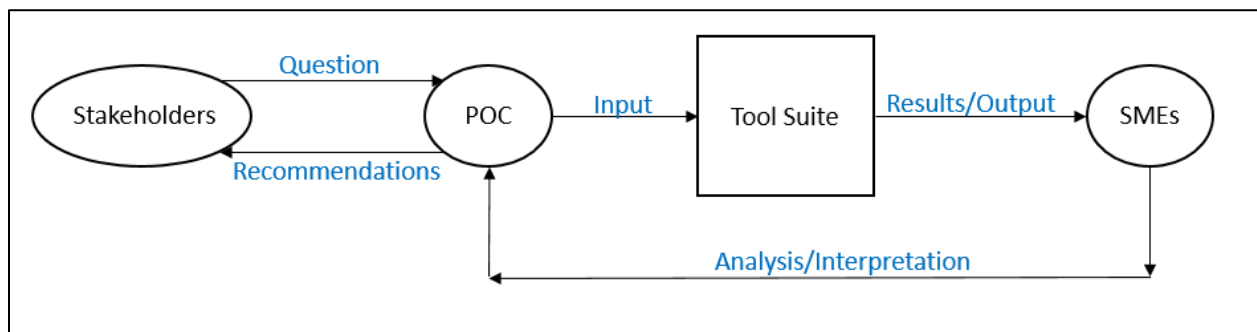 Question
Stakeholders
POC
Input
Tool Suite
Results/Output
SMEs
Recommendations
Analysis/Interpretation